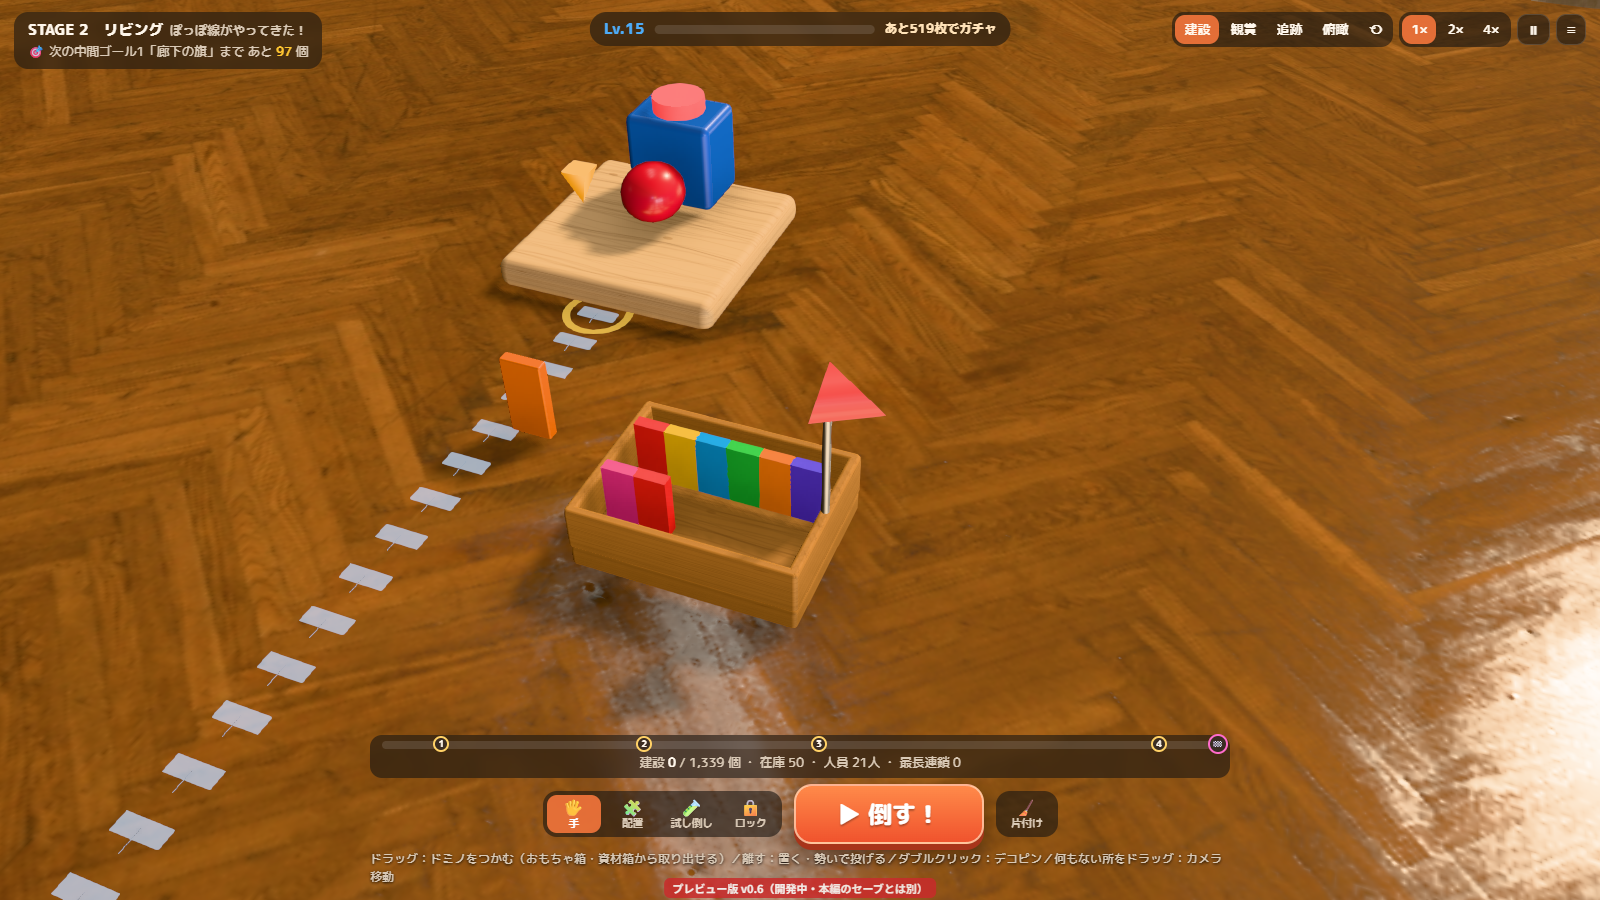 STAGE 2 リビング ぽっぽ線がやってきた！
🎯 次の中間ゴール1「廊下の旗」まで あと 97 個
Lv.15 あと519枚でガチャ
建設 観賞 追跡 俯瞰 1× 2× 4×
1 2 3 4
建設 0 / 1,339 個 ・ 在庫 50 ・ 人員 21人 ・ 最長連鎖 0
手 配置 試し倒し ロック ▶ 倒す！ 片付け
ドラッグ：ドミノをつかむ（おもちゃ箱・資材箱から取り出せる）／離す：置く・勢いで投げる／ダブルクリック：デコピン／何もない所をドラッグ：カメラ
移動
プレビュー版 v0.6（開発中・本編のセーブとは別）